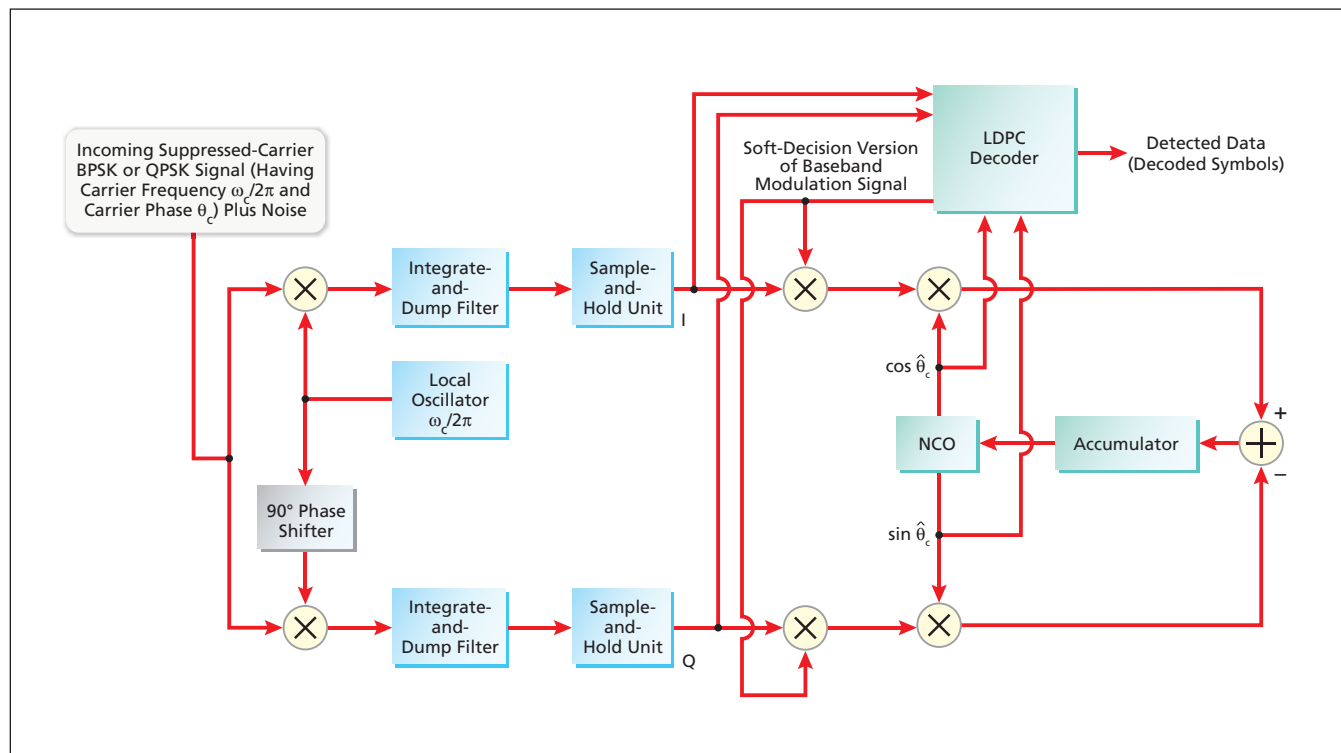 Incoming Suppressed-Carrier
BPSK or QPSK Signal (Having
Carrier Frequency ω_c/2π and
Carrier Phase θ_c) Plus Noise
Integrate-
and-
Dump Filter
Sample-
and-
Hold Unit
I
Soft-Decision Version
of Baseband
Modulation Signal
LDPC
Decoder
Detected Data
(Decoded Symbols)
Local
Oscillator
ω_c/2π
90° Phase
Shifter
cos θ̂_c
NCO
Accumulator
+
−
sin θ̂_c
Integrate-
and-
Dump Filter
Sample-
and-
Hold Unit
Q